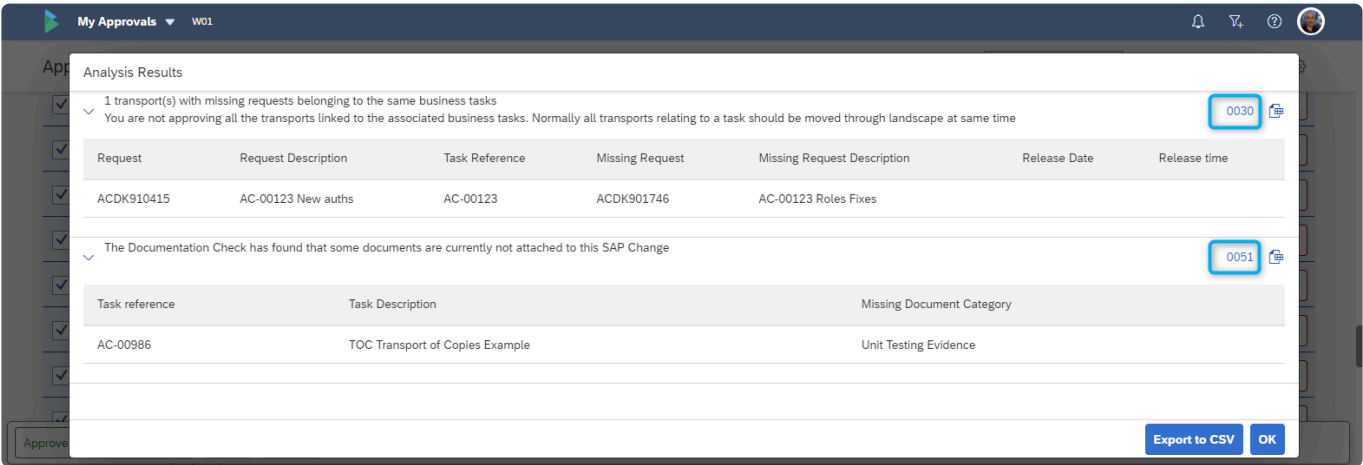 My Approvals W01
App
Analysis Results
1 transport(s) with missing requests belonging to the same business tasks
You are not approving all the transports linked to the associated business tasks. Normally all transports relating to a task should be moved through landscape at same time
0030
Request Request Description Task Reference Missing Request Missing Request Description Release Date Release time
ACDK910415 AC-00123 New auths AC-00123 ACDK901746 AC-00123 Roles Fixes
The Documentation Check has found that some documents are currently not attached to this SAP Change
0051
Task reference Task Description Missing Document Category
AC-00986 TOC Transport of Copies Example Unit Testing Evidence
Approve
Export to CSV OK